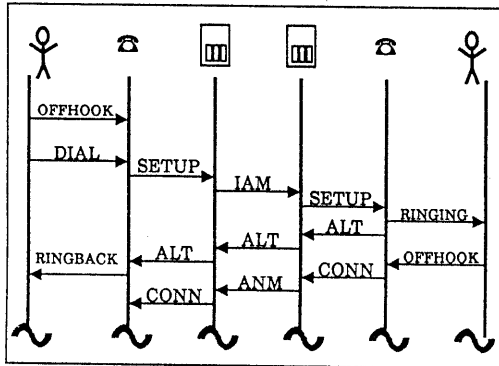 OFFHOOK
DIAL
SETUP
IAM
SETUP
RINGING
ALT
ALT
ALT
RINGBACK
OFFHOOK
CONN
ANM
CONN